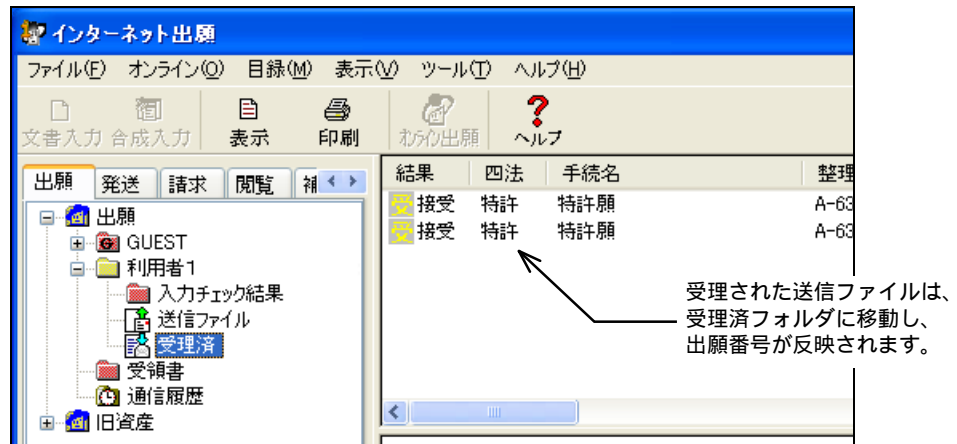 インターネット出願
ファイル(F) オンライン(O) 目録(M) 表示(V) ツール(T) ヘルプ(H)
文書入力 合成入力 表示 印刷 オンライン出願 ヘルプ
出願 発送 請求 閲覧 補
結果 四法 手続名 整理
受 接受 特許 特許願 A-63
受 接受 特許 特許願 A-63
出願
GUEST
利用者1
入力チェック結果
送信ファイル
受理済
受領書
通信履歴
旧資産
受理された送信ファイルは、
受理済フォルダに移動し、
出願番号が反映されます。